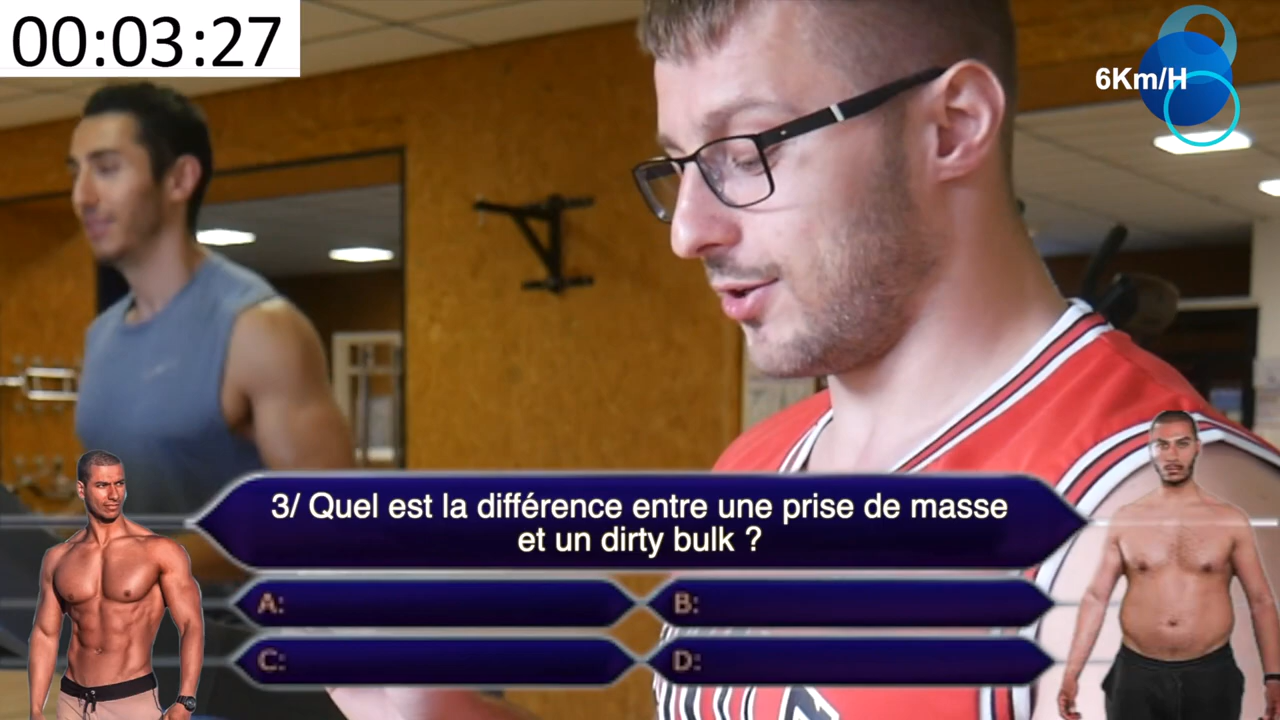 00:03:27
6Km/H
3/ Quel est la différence entre une prise de masse
et un dirty bulk ?
A:
B:
C:
D: